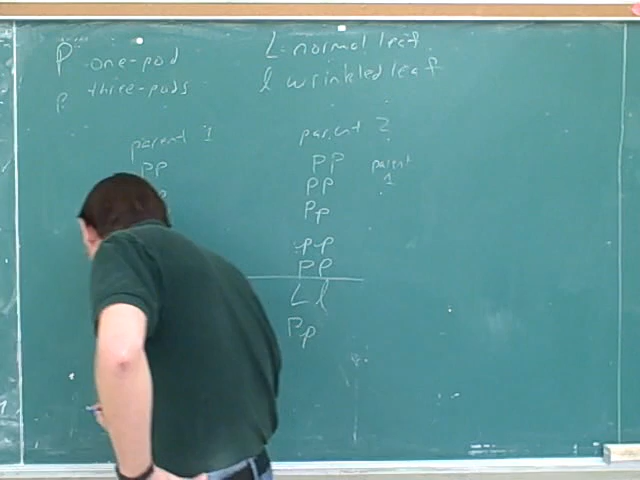 P one-pod
p three-pods
L normal leaf
l wrinkled leaf
parent 1
PP
parent 2
PP
PP
Pp
pp
PP
Ll
Pp
parent
1